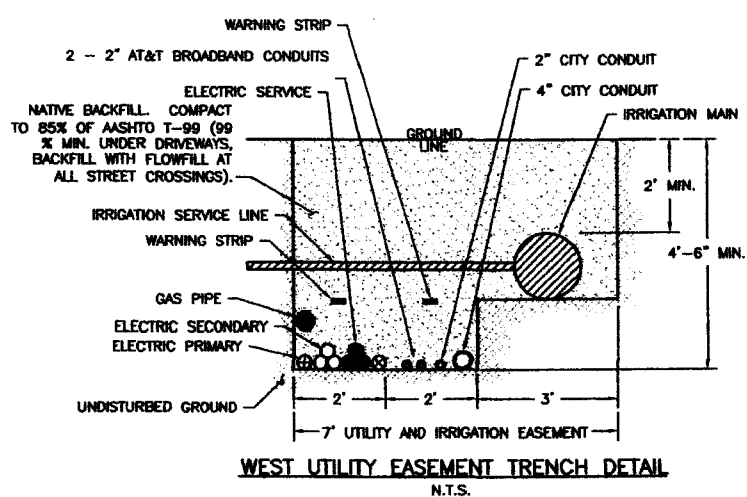 WARNING STRIP
2 - 2" AT&T BROADBAND CONDUITS
2" CITY CONDUIT
ELECTRIC SERVICE
4" CITY CONDUIT
NATIVE BACKFILL. COMPACT
TO 85% OF AASHTO T-99 (99
% MIN. UNDER DRIVEWAYS,
BACKFILL WITH FLOWFILL AT
ALL STREET CROSSINGS).
IRRIGATION MAIN
GROUND
LINE
2' MIN.
IRRIGATION SERVICE LINE
WARNING STRIP
4'-6" MIN.
GAS PIPE
ELECTRIC SECONDARY
ELECTRIC PRIMARY
UNDISTURBED GROUND
2'
2'
3'
7' UTILITY AND IRRIGATION EASEMENT
WEST UTILITY EASEMENT TRENCH DETAIL
N.T.S.